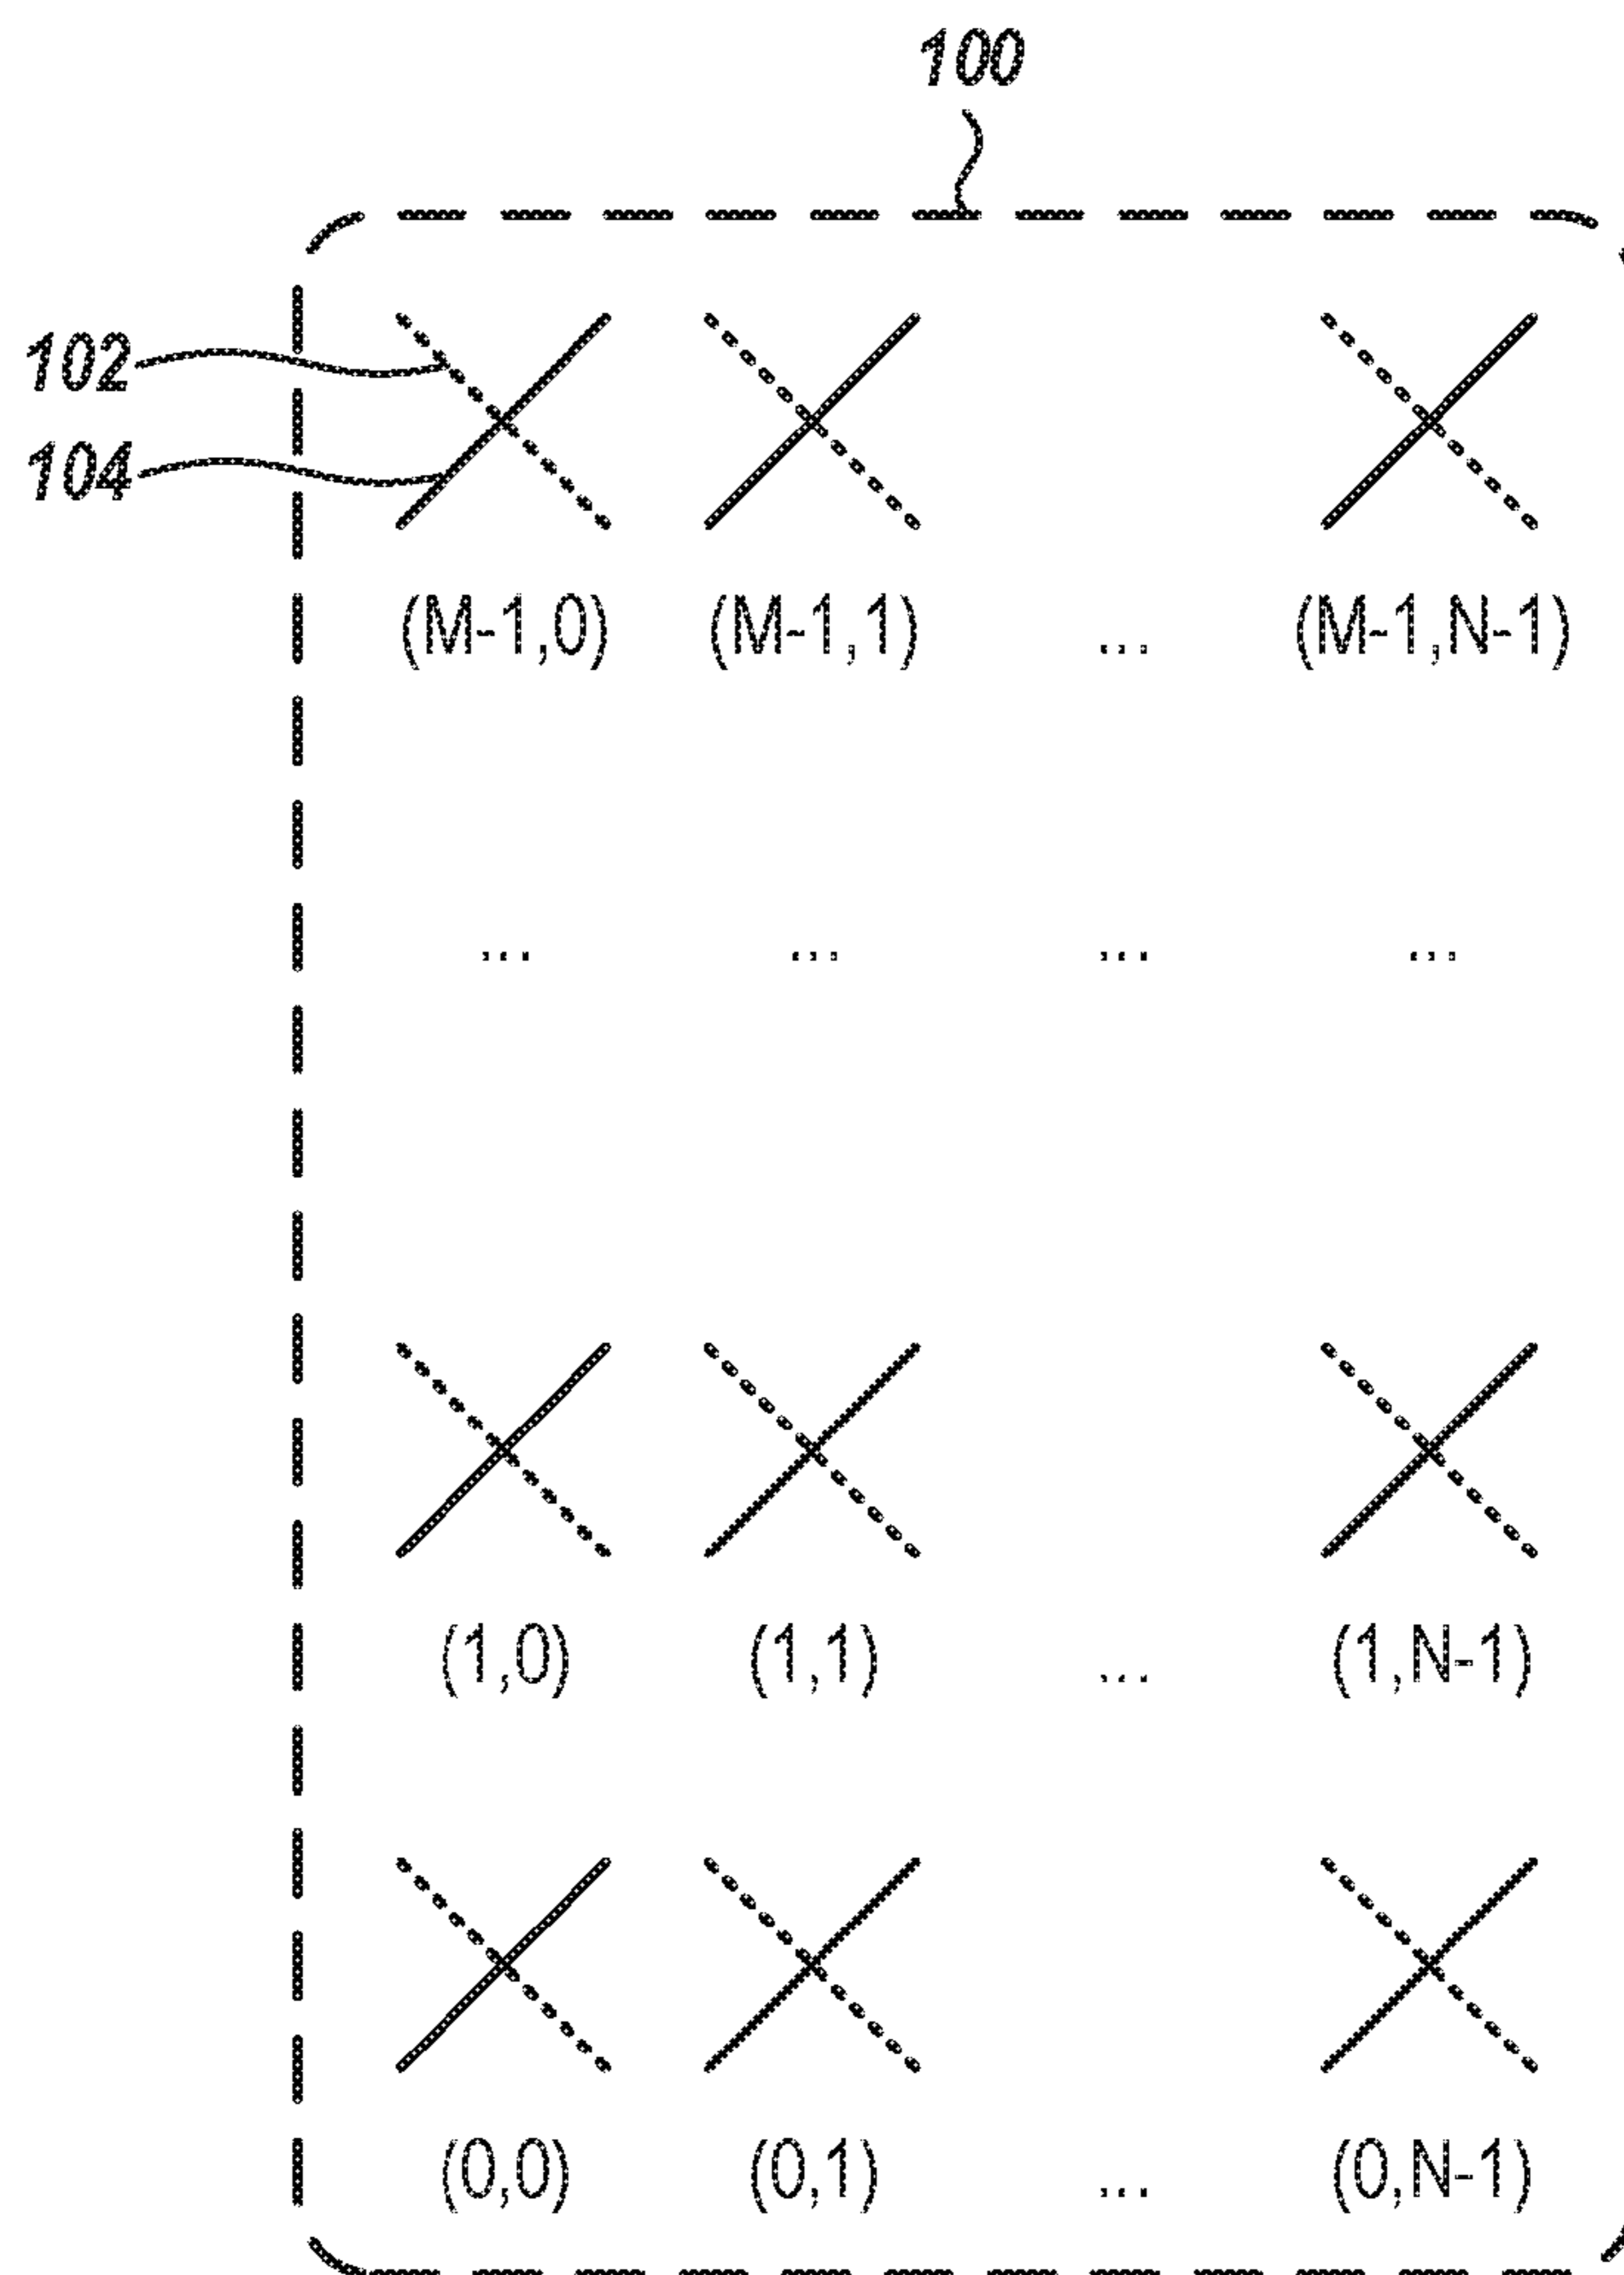 100
102
104
(M-1,0) (M-1,1) ... (M-1,N-1)
... ... ... ...
(1,0) (1,1) ... (1,N-1)
(0,0) (0,1) ... (0,N-1)